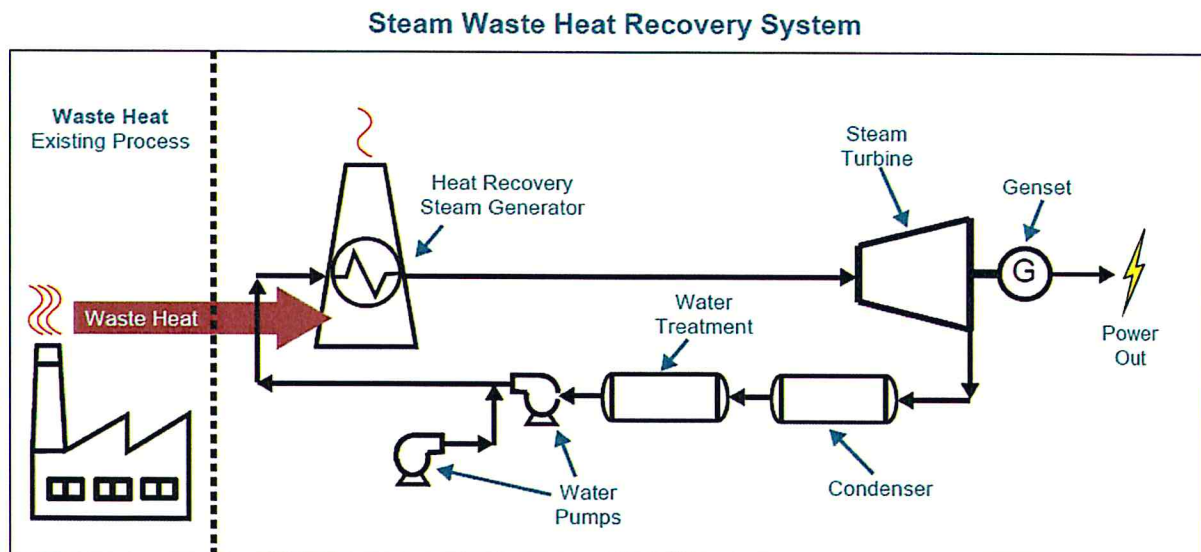 Steam Waste Heat Recovery System
Waste Heat
Existing Process
Heat Recovery
Steam Generator
Steam
Turbine
Genset
G
Waste Heat
Water
Treatment
Power
Out
Water
Pumps
Condenser